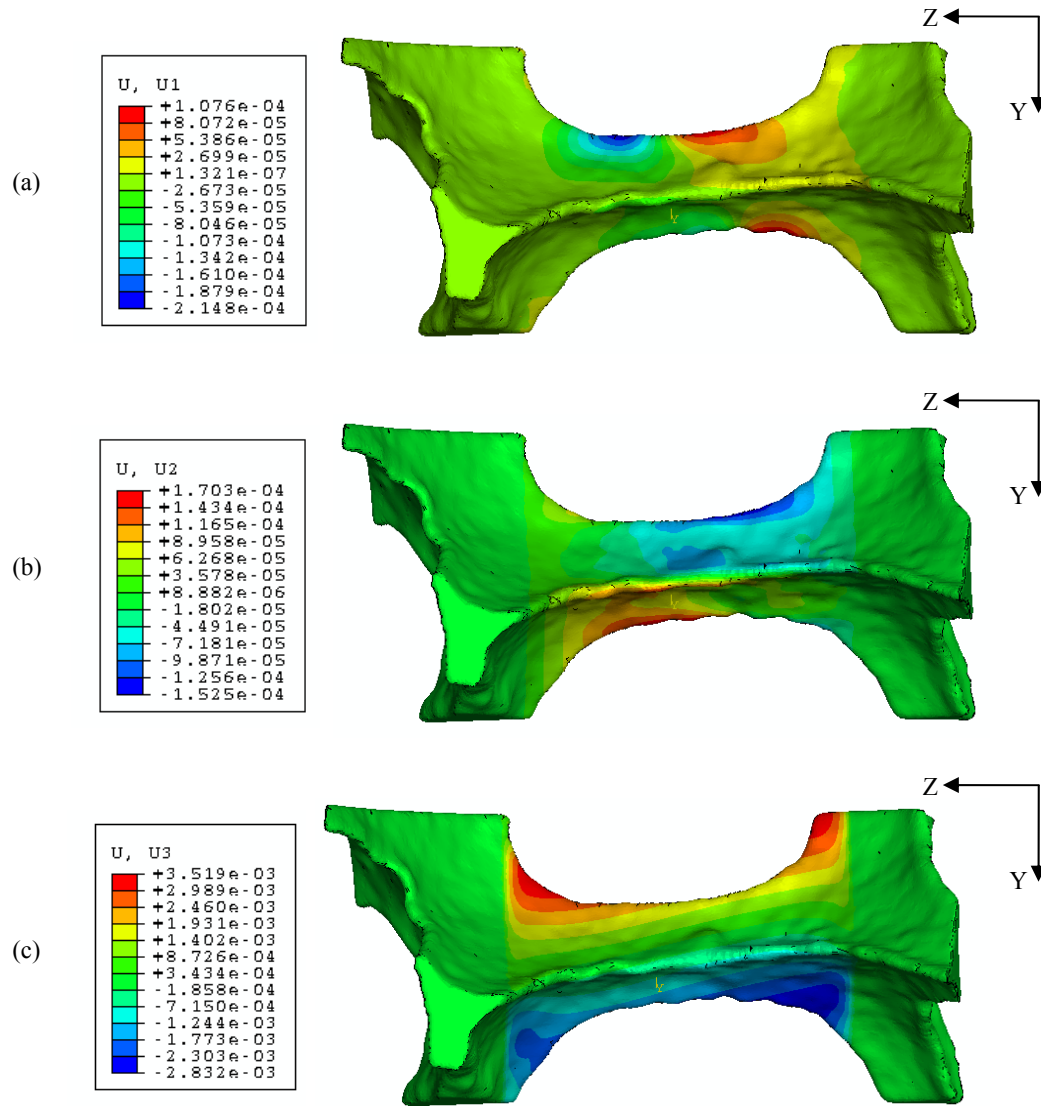 Z
Y
(a)
U, U1
+1.076e-04
+8.072e-05
+5.386e-05
+2.699e-05
+1.321e-07
-2.673e-05
-5.359e-05
-8.046e-05
-1.073e-04
-1.342e-04
-1.610e-04
-1.879e-04
-2.148e-04
Y
Z
Y
(b)
U, U2
+1.703e-04
+1.434e-04
+1.165e-04
+8.958e-05
+6.268e-05
+3.578e-05
+8.882e-06
-1.802e-05
-4.491e-05
-7.181e-05
-9.871e-05
-1.256e-04
-1.525e-04
Y
Z
Y
(c)
U, U3
+3.519e-03
+2.989e-03
+2.460e-03
+1.931e-03
+1.402e-03
+8.726e-04
+3.434e-04
-1.858e-04
-7.150e-04
-1.244e-03
-1.773e-03
-2.303e-03
-2.832e-03
Y